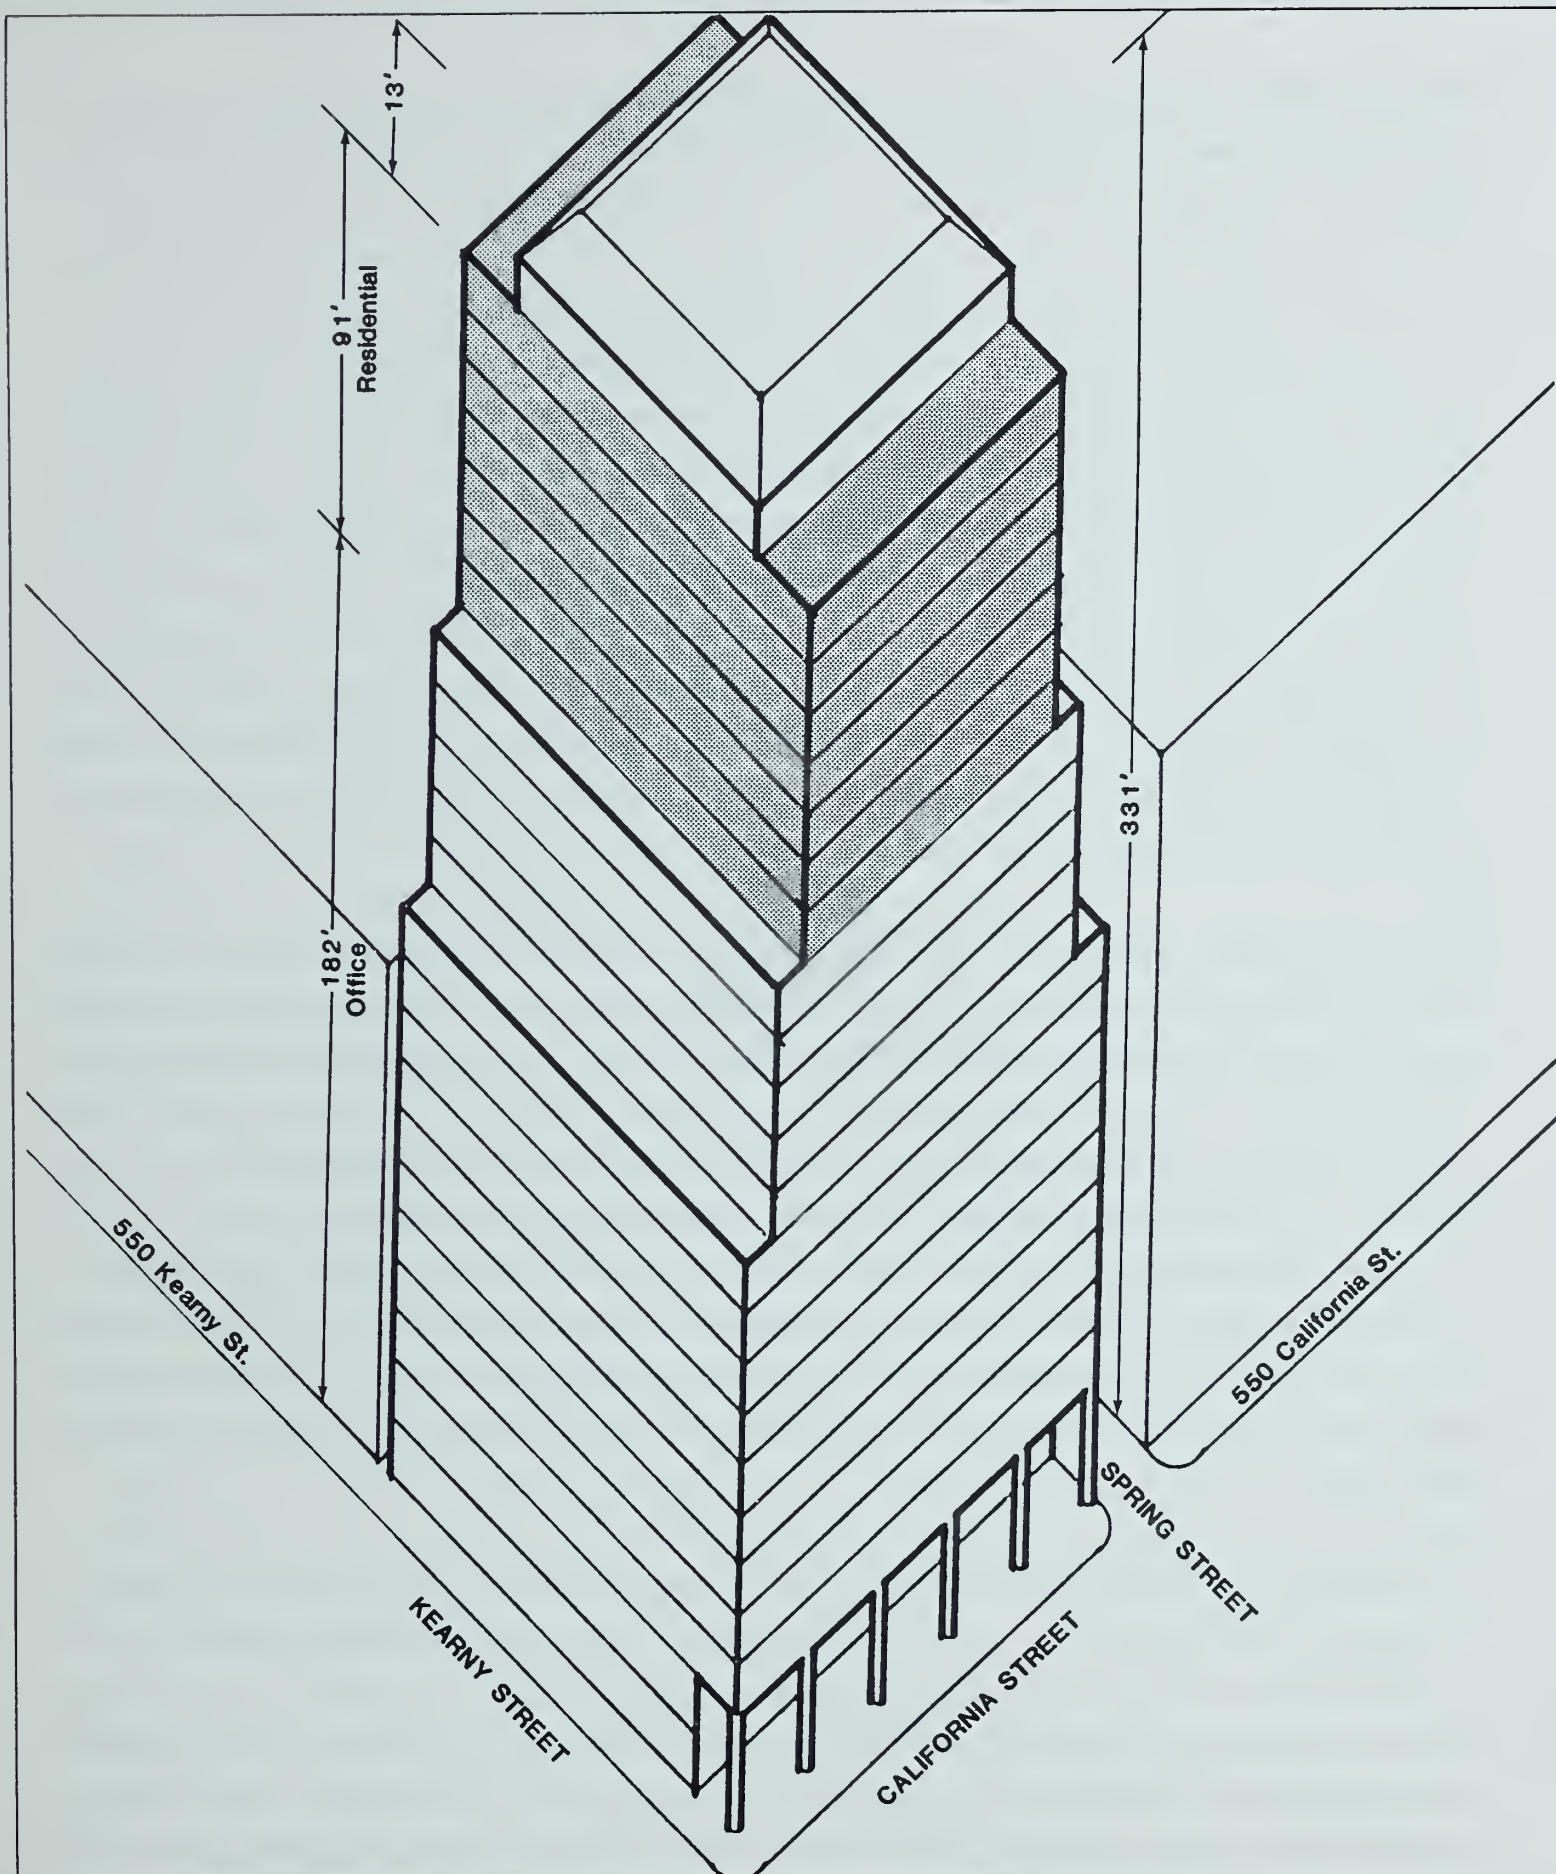 13'
91'
Residential
331'
182'
Office
550 Kearny St.
550 California St.
SPRING STREET
KEARNY STREET
CALIFORNIA STREET